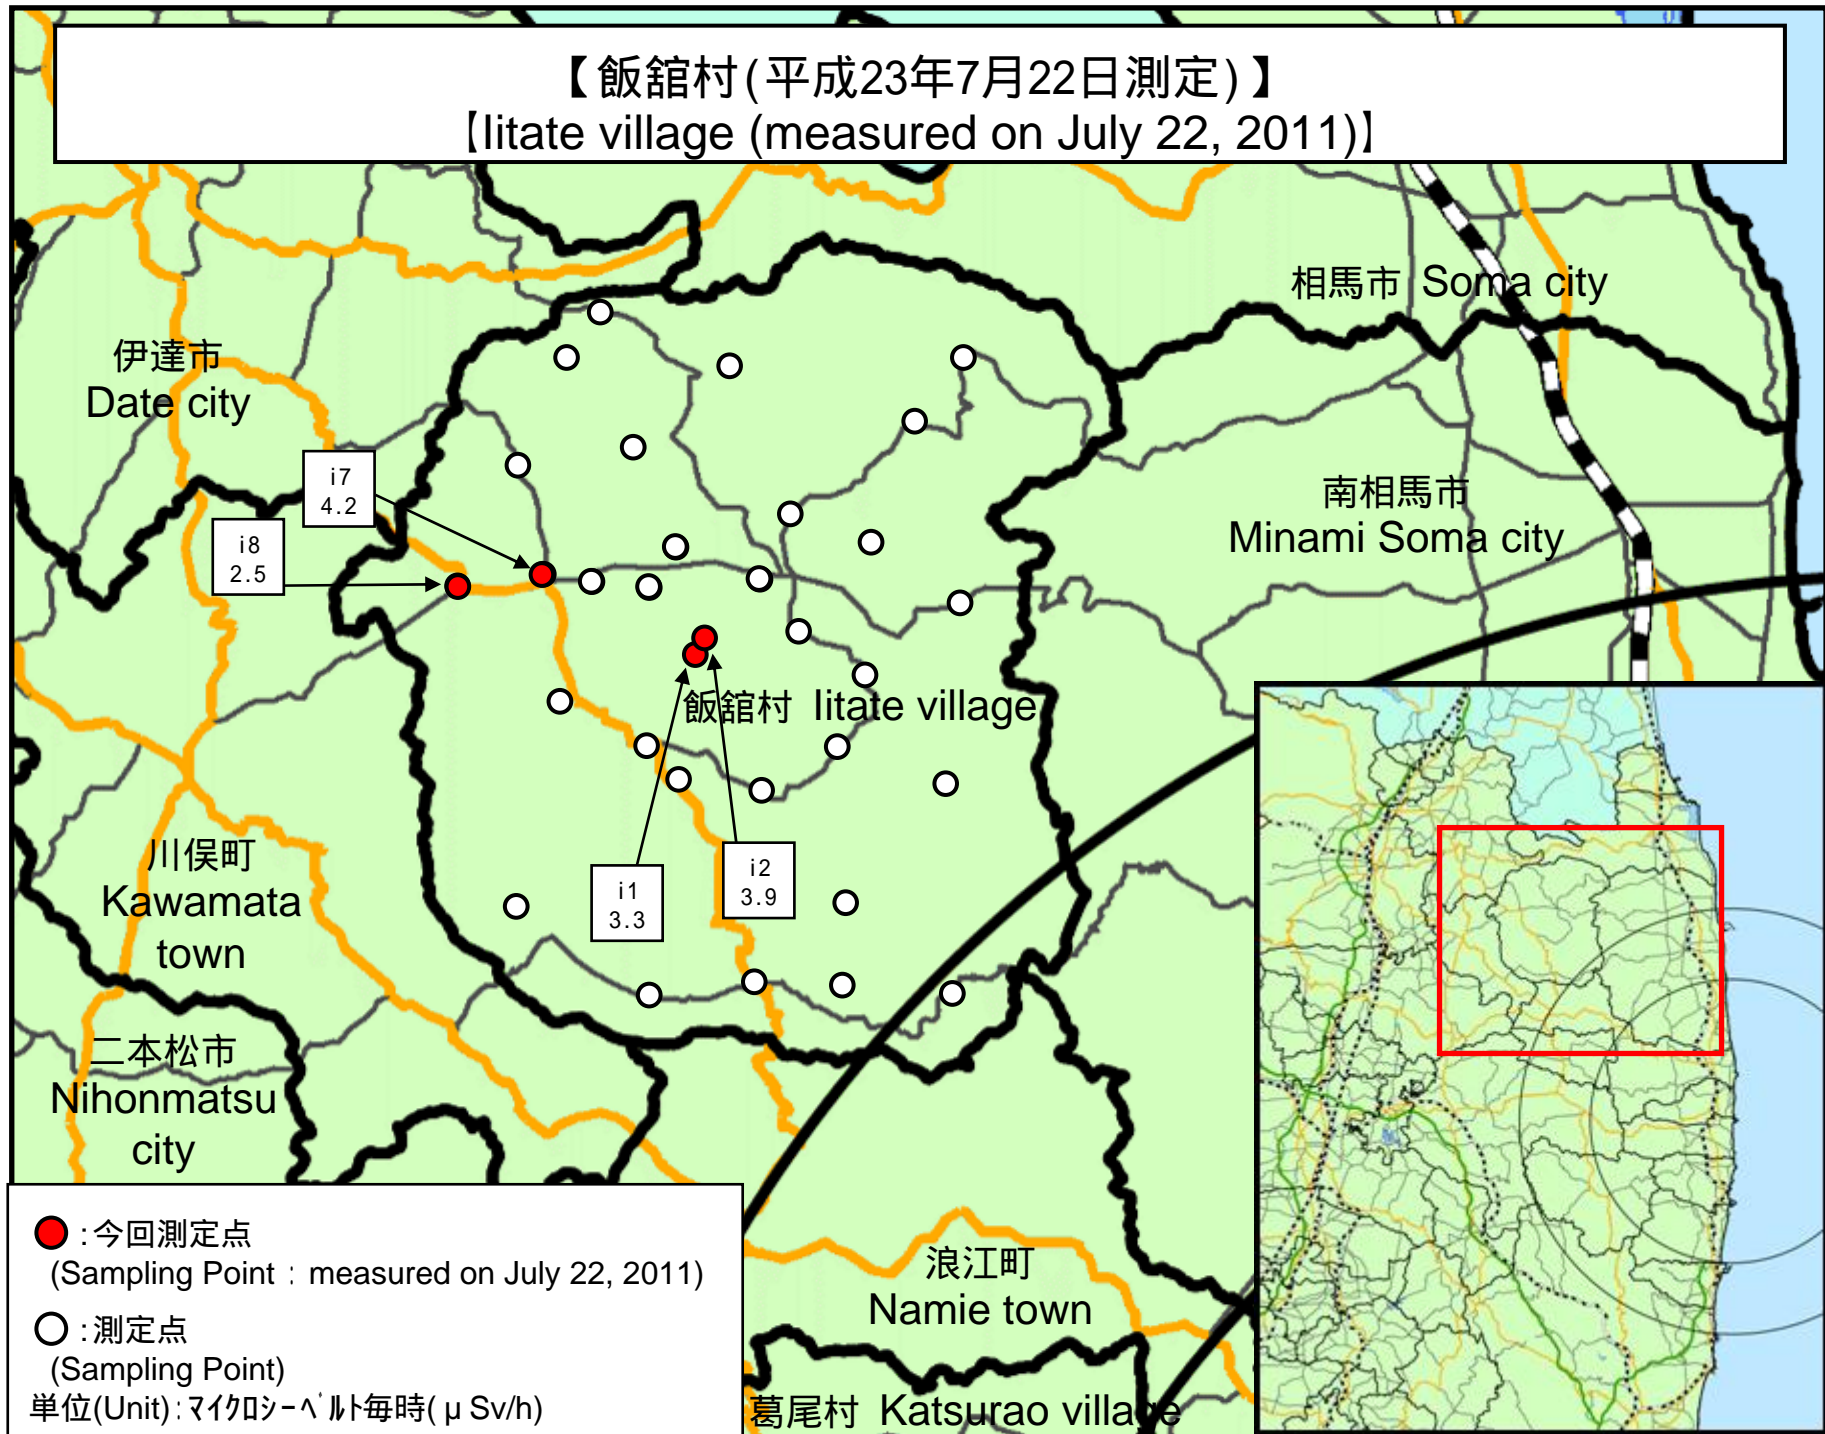 【飯舘村(平成23年7月22日測定)】
【Iitate village (measured on July 22, 2011)】
相馬市 Soma city
伊達市
Date city
i7
4.2
南相馬市
Minami Soma city
i8
2.5
飯舘村 Iitate village
川俣町
Kawamata
town
i1
3.3
i2
3.9
二本松市
Nihonmatsu
city
:今回測定点
(Sampling Point : measured on July 22, 2011)
:測定点
(Sampling Point)
単位(Unit):マイクロシーベルト毎時(μSv/h)
浪江町
Namie town
葛尾村 Katsurao village